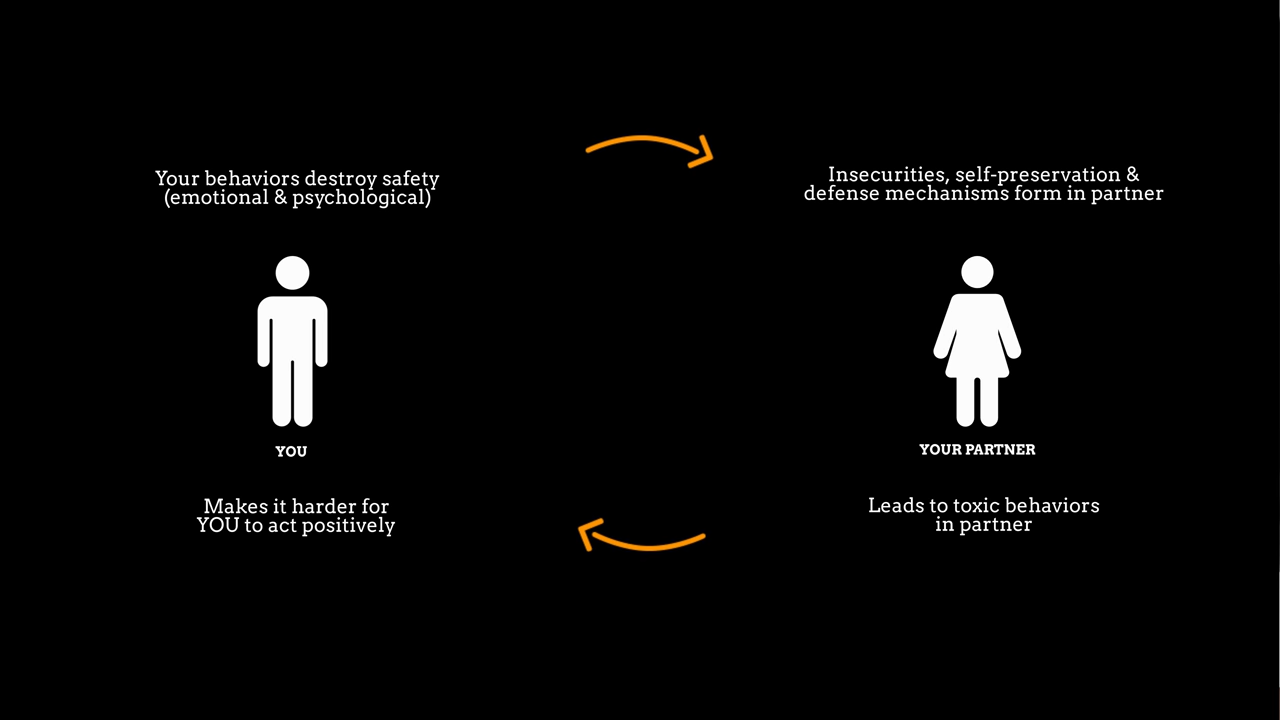 Your behaviors destroy safety
(emotional & psychological)
Insecurities, self-preservation &
defense mechanisms form in partner
YOU
YOUR PARTNER
Makes it harder for
YOU to act positively
Leads to toxic behaviors
in partner